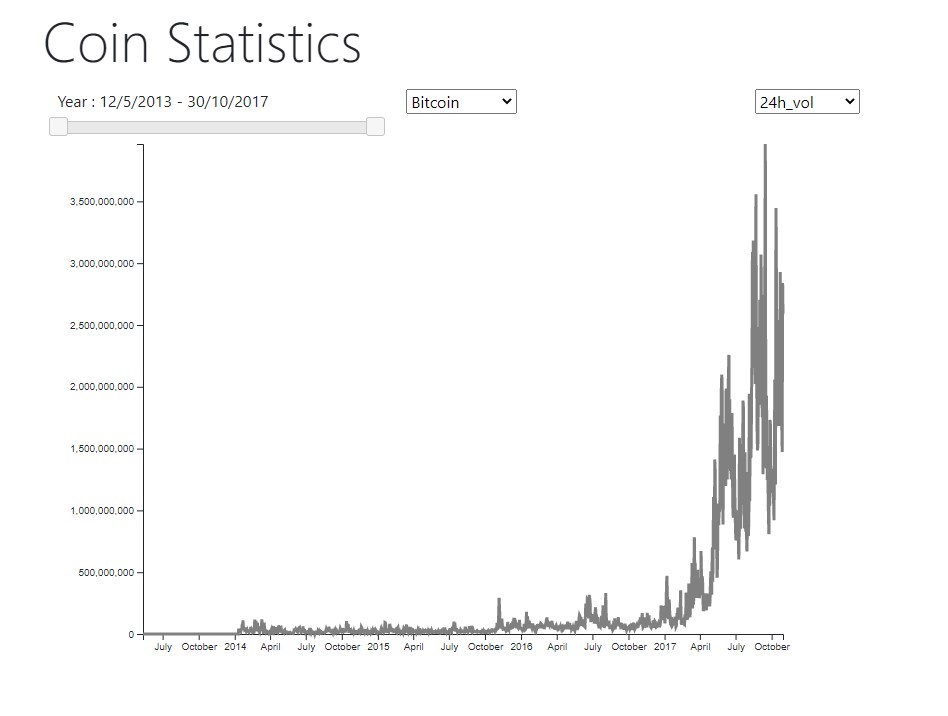 Coin Statistics
Year : 12/5/2013 - 30/10/2017
Bitcoin
24h_vol
3,500,000,000
3,000,000,000
2,500,000,000
2,000,000,000
1,500,000,000
1,000,000,000
500,000,000
0
July October 2014 April July October 2015 April July October 2016 April July October 2017 April July October